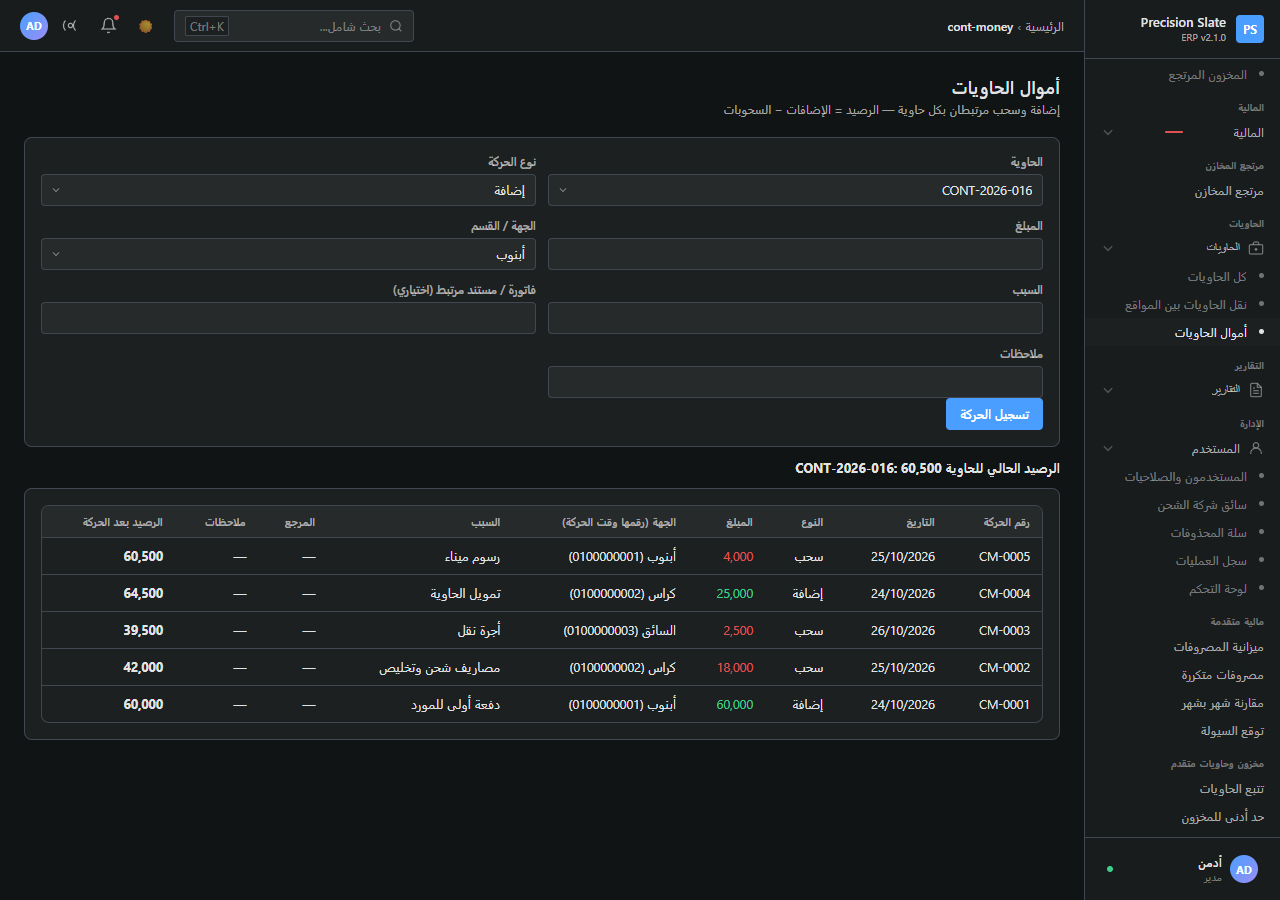 PS
Precision Slate
ERP v2.1.0
الرئيسية › cont-money
بحث شامل...
Ctrl+K
AD
المخزون المرتجع
المالية
المالية
مرتجع المخازن
مرتجع المخازن
الحاويات
كل الحاويات
نقل الحاويات بين المواقع
أموال الحاويات
التقارير
التقارير
الإدارة
المستخدم
المستخدمون والصلاحيات
سائق شركة الشحن
سلة المحذوفات
سجل العمليات
لوحة التحكم
مالية متقدمة
ميزانية المصروفات
مصروفات متكررة
مقارنة شهر بشهر
توقع السيولة
مخزون وحاويات متقدم
تتبع الحاويات
حد أدنى للمخزون
AD
أدمن
مدير
أموال الحاويات
إضافة وسحب مرتبطان بكل حاوية — الرصيد = الإضافات − السحوبات
الحاوية
نوع الحركة
CONT-2026-016
إضافة
المبلغ
الجهة / القسم
أبنوب
السبب
فاتورة / مستند مرتبط (اختياري)
ملاحظات
تسجيل الحركة
الرصيد الحالي للحاوية CONT-2026-016: 60,500
رقم الحركة التاريخ النوع المبلغ الجهة (رقمها وقت الحركة) السبب المرجع ملاحظات الرصيد بعد الحركة
CM-0005 25/10/2026 سحب 4,000 أبنوب (0100000001) رسوم ميناء — — 60,500
CM-0004 24/10/2026 إضافة 25,000 كراس (0100000002) تمويل الحاوية — — 64,500
CM-0003 26/10/2026 سحب 2,500 السائق (0100000003) أجرة نقل — — 39,500
CM-0002 25/10/2026 سحب 18,000 كراس (0100000002) مصاريف شحن وتخليص — — 42,000
CM-0001 24/10/2026 إضافة 60,000 أبنوب (0100000001) دفعة أولى للمورد — — 60,000